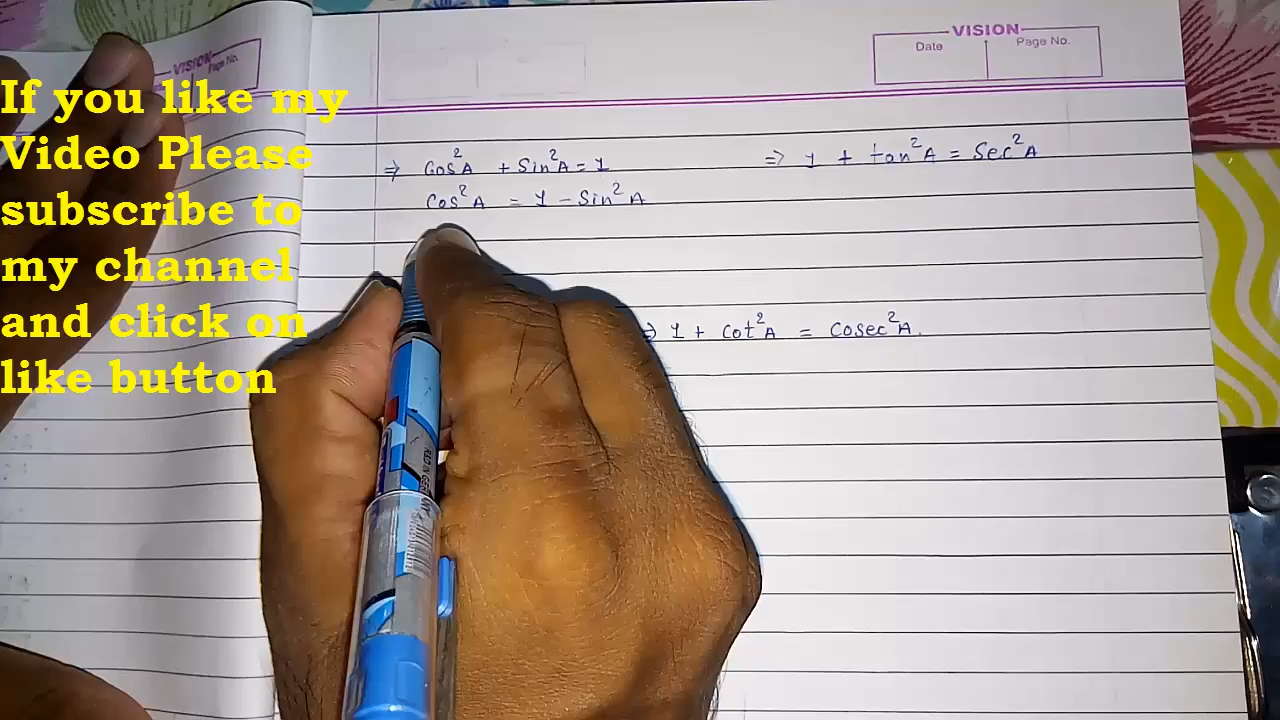 If you like my
Video Please
subscribe to
my channel
and click on
like button
VISION
Page No.
VISION
Date
Page No.
⇒ Cos²A + Sin²A = 1
Cos²A = 1 - Sin²A
⇒ 1 + tan²A = Sec²A
⇒ 1 + Cot²A = Cosec²A.